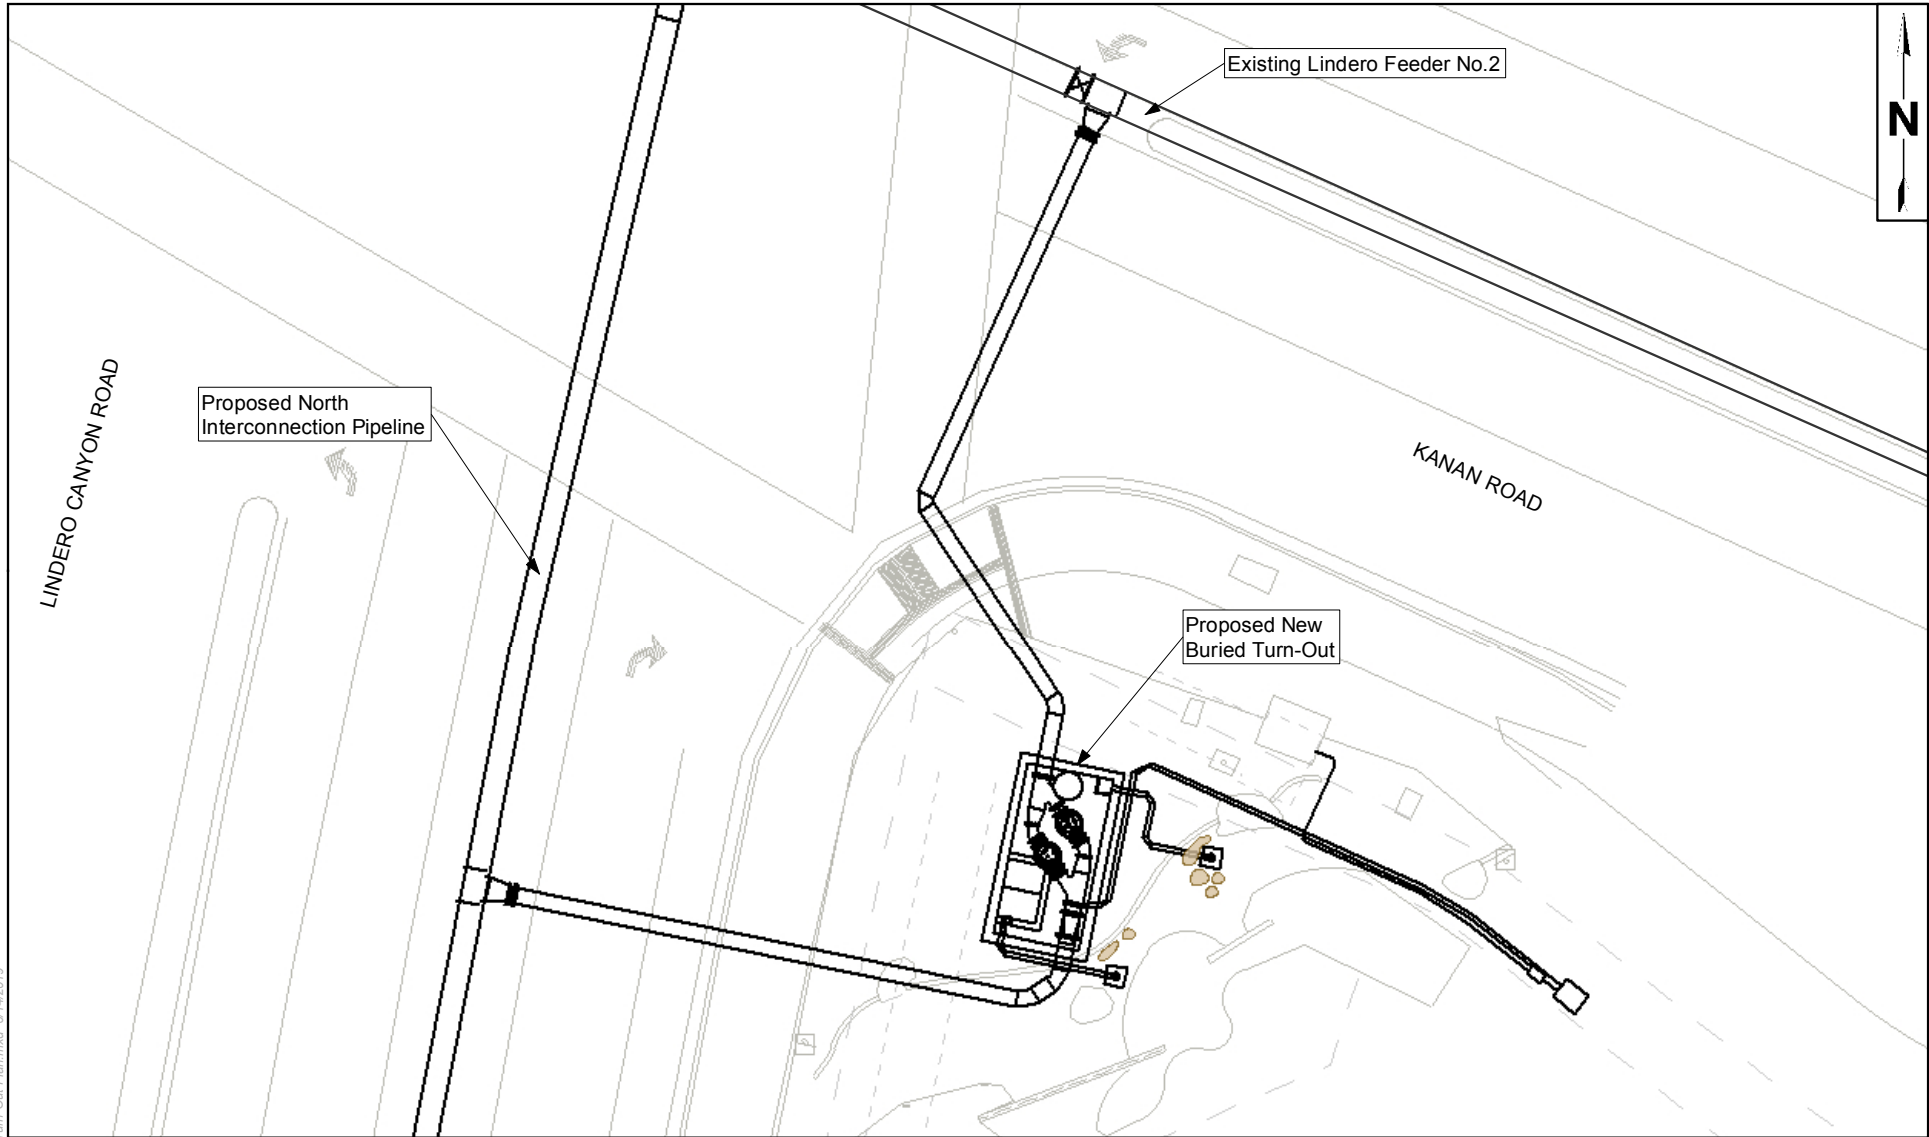 Existing Lindero Feeder No.2
N
Proposed North
Interconnection Pipeline
LINDERO CANYON ROAD
KANAN ROAD
Proposed New
Buried Turn-Out